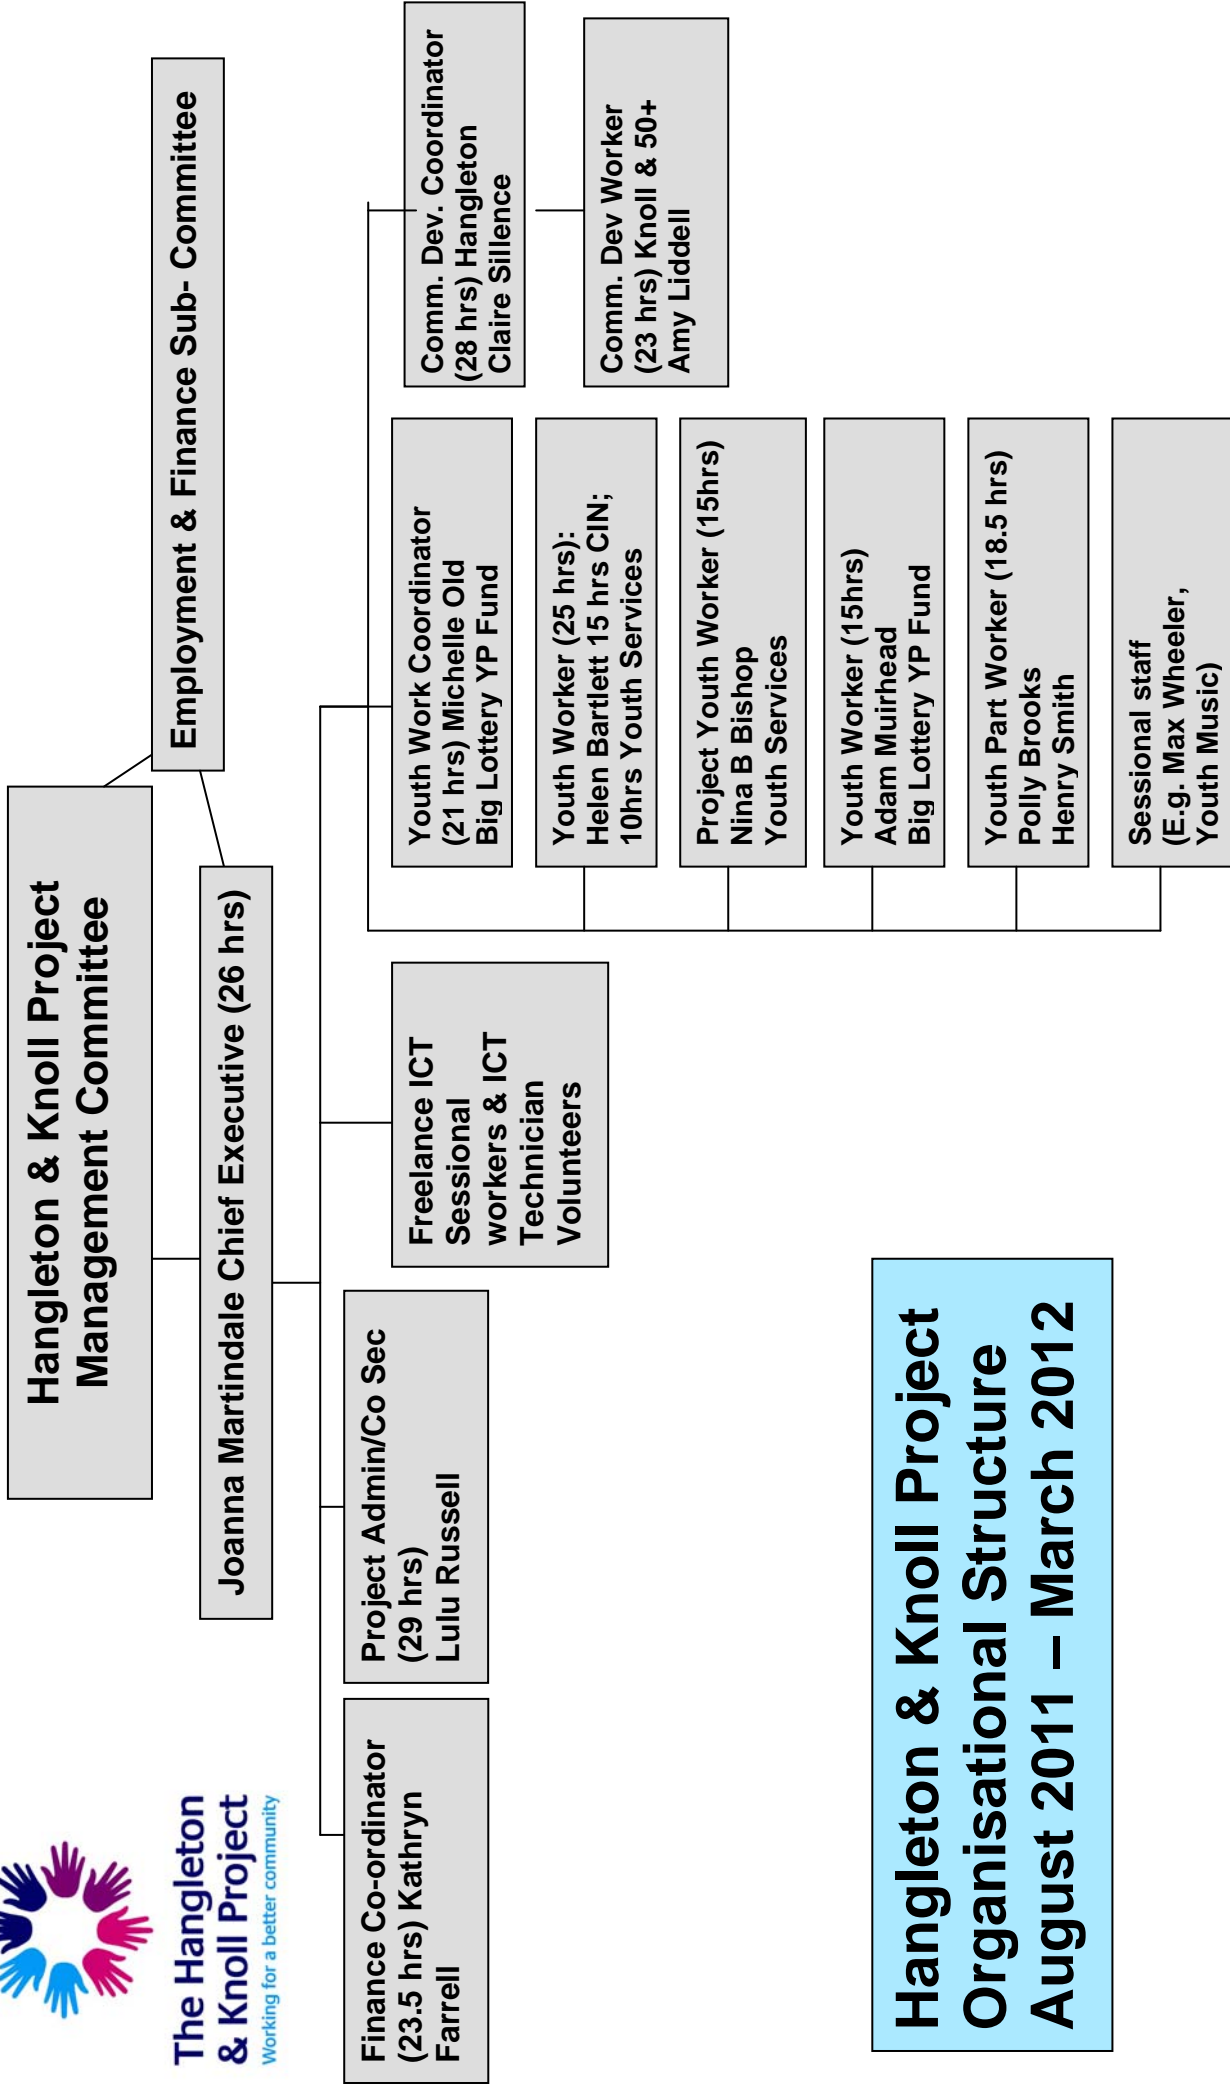 The Hangleton
& Knoll Project
Working for a better community
Hangleton & Knoll Project
Management Committee
Employment & Finance Sub- Committee
Joanna Martindale Chief Executive (26 hrs)
Finance Co-ordinator
(23.5 hrs) Kathryn
Farrell
Project Admin/Co Sec
(29 hrs)
Lulu Russell
Freelance ICT
Sessional
workers & ICT
Technician
Volunteers
Youth Work Coordinator
(21 hrs) Michelle Old
Big Lottery YP Fund
Youth Worker (25 hrs):
Helen Bartlett 15 hrs CIN;
10hrs Youth Services
Project Youth Worker (15hrs)
Nina B Bishop
Youth Services
Youth Worker (15hrs)
Adam Muirhead
Big Lottery YP Fund
Youth Part Worker (18.5 hrs)
Polly Brooks
Henry Smith
Sessional staff
(E.g. Max Wheeler,
Youth Music)
Comm. Dev. Coordinator
(28 hrs) Hangleton
Claire Sillence
Comm. Dev Worker
(23 hrs) Knoll & 50+
Amy Liddell
Hangleton & Knoll Project
Organisational Structure
August 2011 – March 2012